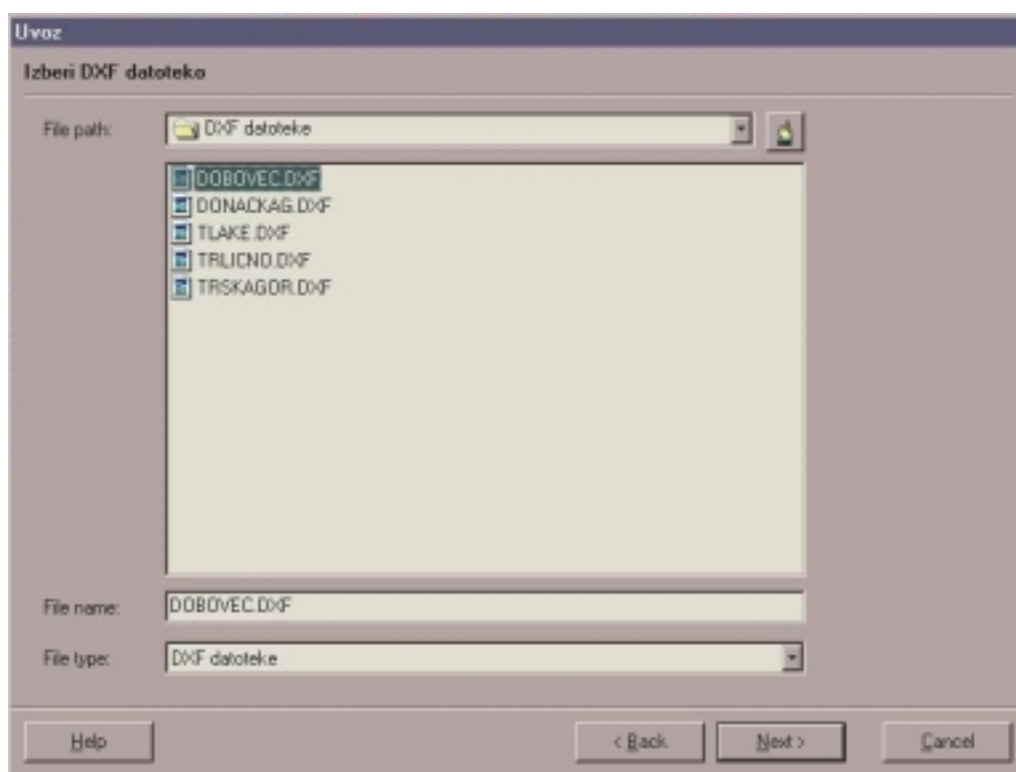 Uvoz
Izberi DXF datoteko
File path: DXF datoteke
DOBOVEC.DXF
DONACKAG.DXF
TLAKE.DXF
TRLICNO.DXF
TRSKAGOR.DXF
File name: DOBOVEC.DXF
File type: DXF datoteke
Help < Back Next > Cancel